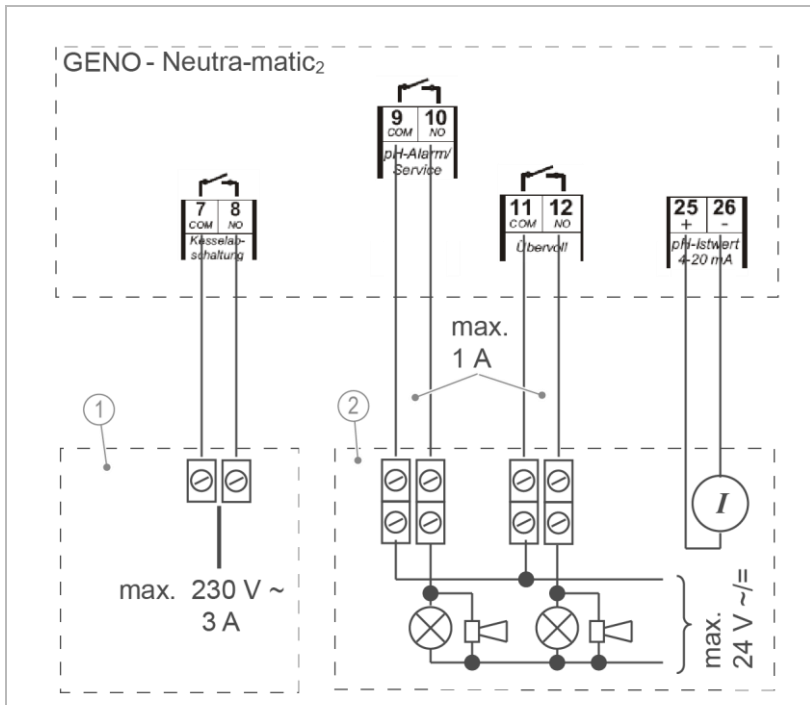 GENO - Neutra-matic₂
9 10
COM NO
pH-Alarm/
Service
7 8
COM NO
Kesselab-
schaltung
11 12
COM NO
Übervoll
25 26
+ -
pH-Istwert
4-20 mA
max.
1 A
1
2
I
max. 230 V ~
3 A
max.
24 V ~/=